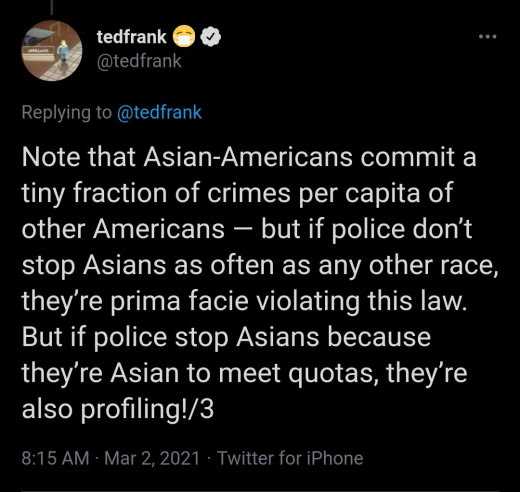 tedfrank 😷
@tedfrank
Replying to @tedfrank
Note that Asian-Americans commit a
tiny fraction of crimes per capita of
other Americans — but if police don’t
stop Asians as often as any other race,
they’re prima facie violating this law.
But if police stop Asians because
they’re Asian to meet quotas, they’re
also profiling!/3
8:15 AM · Mar 2, 2021 · Twitter for iPhone